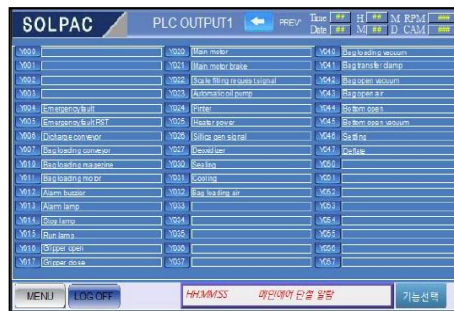 SOLPAC
PLC OUTPUT1
PREV
Time ## H ## M RPM ###
Date ## M ## D CAM ###
Y000
Y001
Y002
Y003
Y004 Emergency fault
Y005 Emergency fault RST
Y006 Dicharge conveyor
Y007 Bag loading conveyor
Y010 Bag loading magazine
Y011 Bag loading motor
Y012 Alarm buzzer
Y013 Alarm lamp
Y014 Stop lamp
Y015 Run lamp
Y016 Gripper open
Y017 Gripper close
Y020 Main motor
Y021 Main motor brake
Y022 Scale filling request signal
Y023 Automatic oil pump
Y024 Pinter
Y025 Heater power
Y026 Sillica gen signal
Y027 Deoxidizer
Y030 Sealing
Y031 Cooling
Y032 Bag loading air
Y033
Y034
Y035
Y036
Y037
Y040 Bag loading vacuum
Y041 Bag transfer clamp
Y042 Bag open vacuum
Y043 Bag open air
Y044 Bottom open
Y045 Bottom open vacuum
Y046 Setting
Y047 Deflate
Y050
Y051
Y052
Y053
Y054
Y055
Y056
Y057
MENU
LOG OFF
HH:MM:SS 메인에어 단절 알람
기능선택